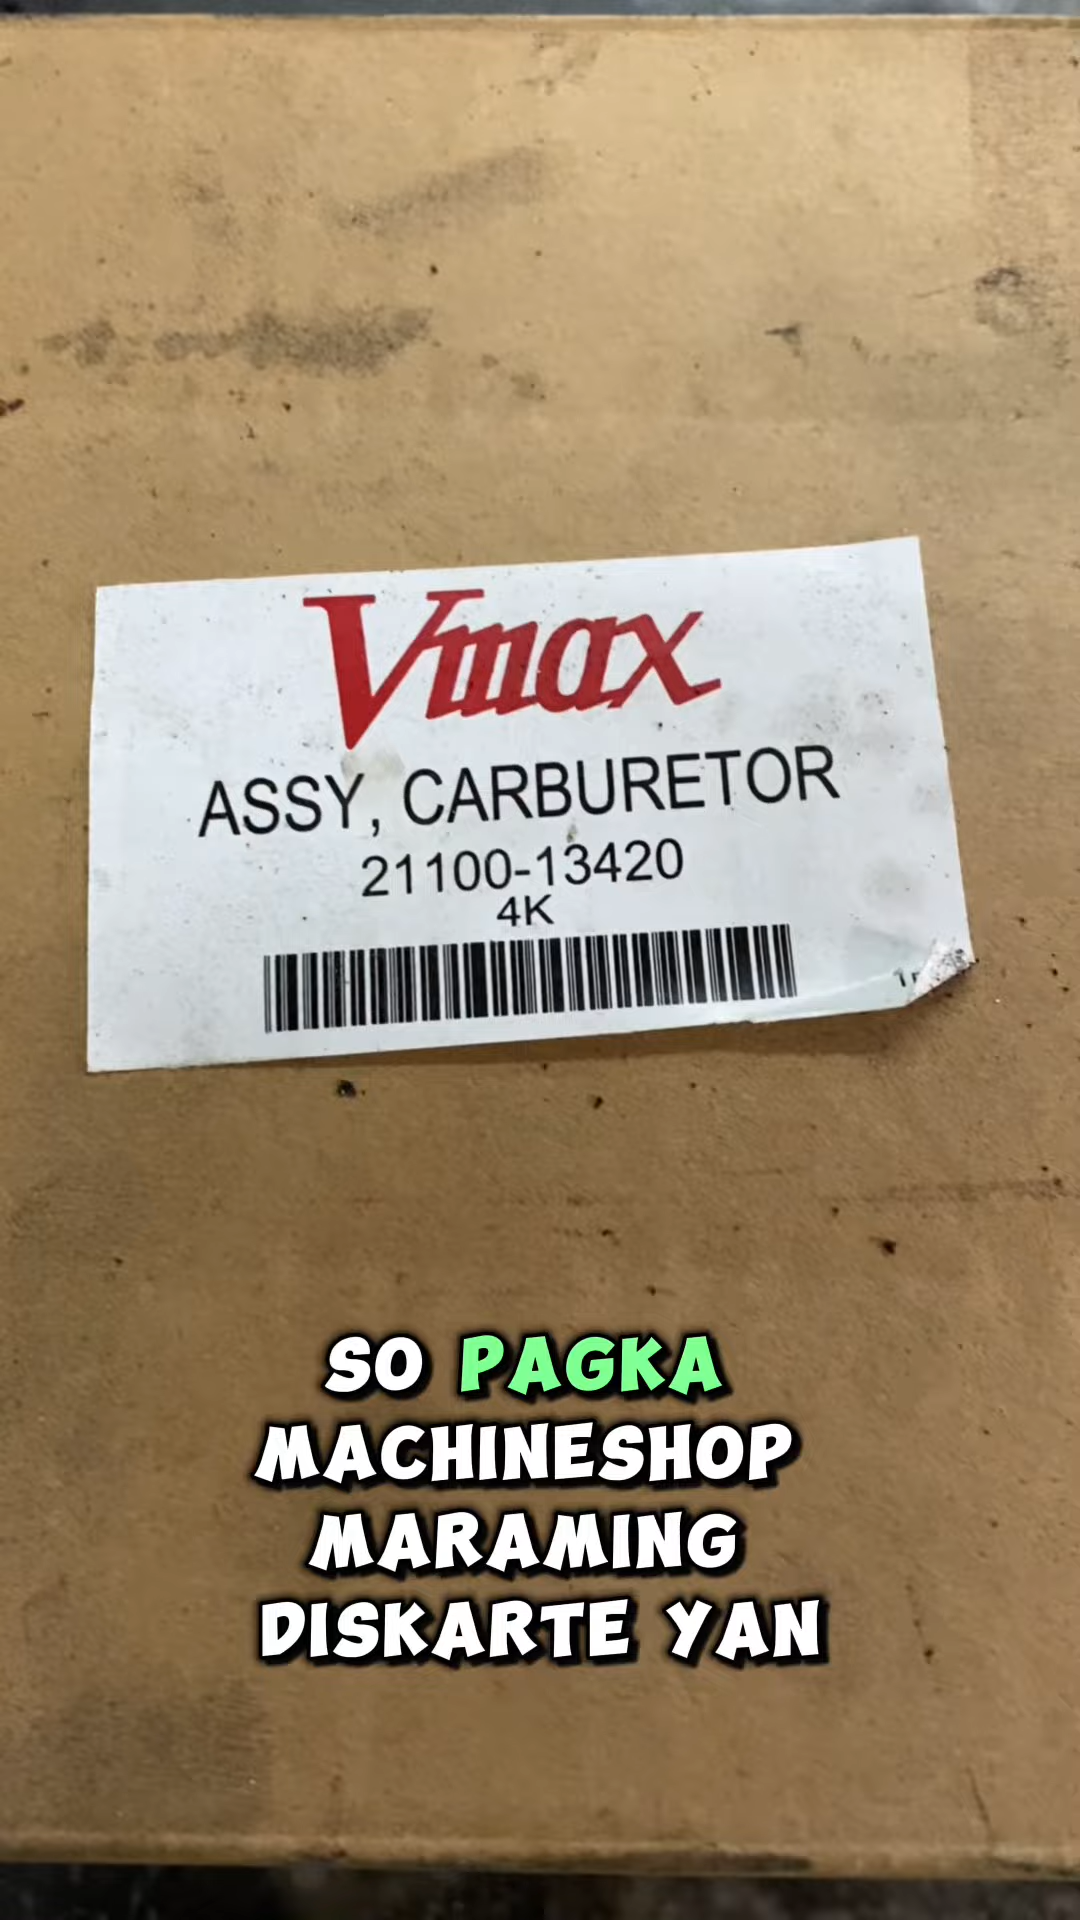 Vmax
ASSY, CARBURETOR
21100-13420
4K
SO PAGKA
MACHINESHOP
MARAMING
DISKARTE YAN